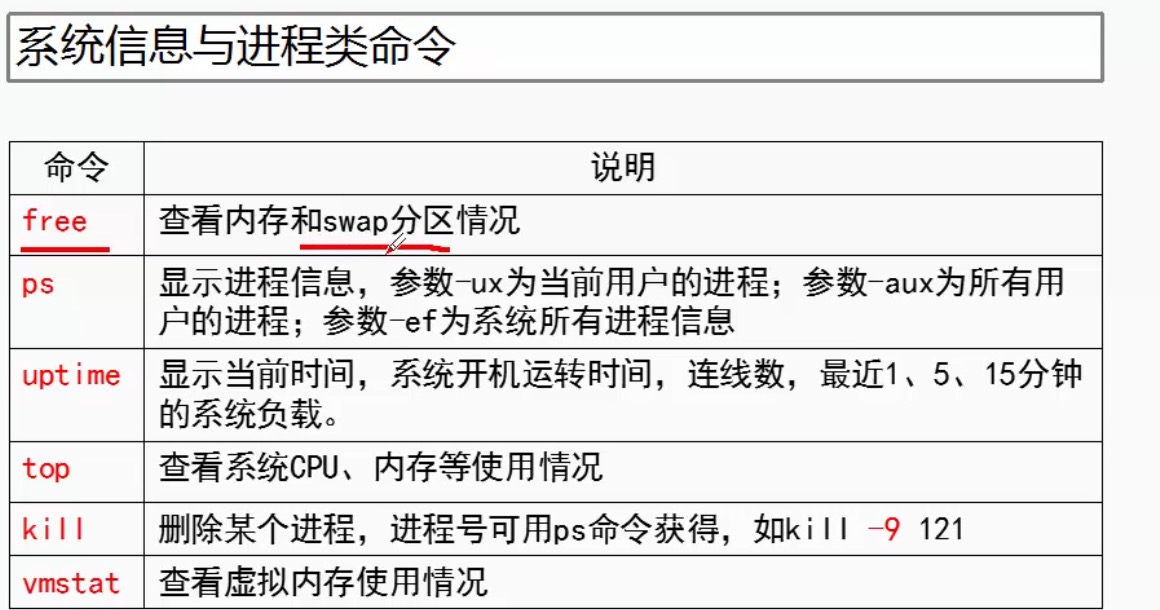 系统信息与进程类命令
命令 说明
free 查看内存和swap分区情况
ps 显示进程信息，参数-ux为当前用户的进程；参数-aux为所有用
户的进程；参数-ef为系统所有进程信息
uptime 显示当前时间，系统开机运转时间，连线数，最近1、5、15分钟
的系统负载。
top 查看系统CPU、内存等使用情况
kill 删除某个进程，进程号可用ps命令获得，如kill -9 121
vmstat 查看虚拟内存使用情况